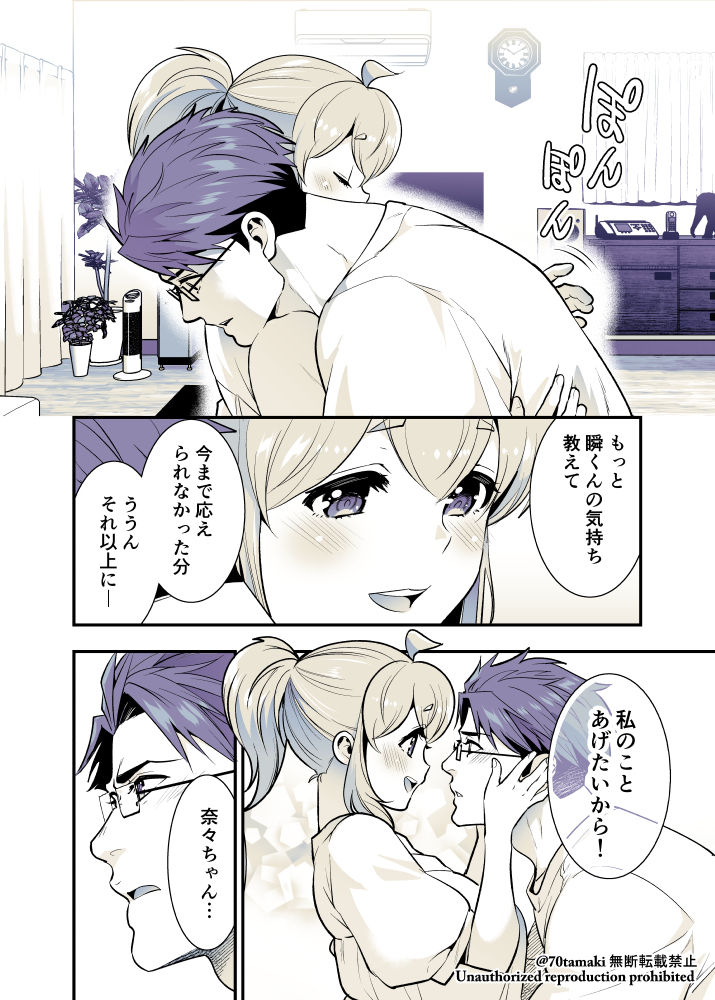 ぽんぽん
もっと
瞬くんの気持ち
教えて
今まで応え
られなかった分
ううん
それ以上に―
私のこと
あげたいから！
奈々ちゃん…
@70tamaki 無断転載禁止
Unauthorized reproduction prohibited